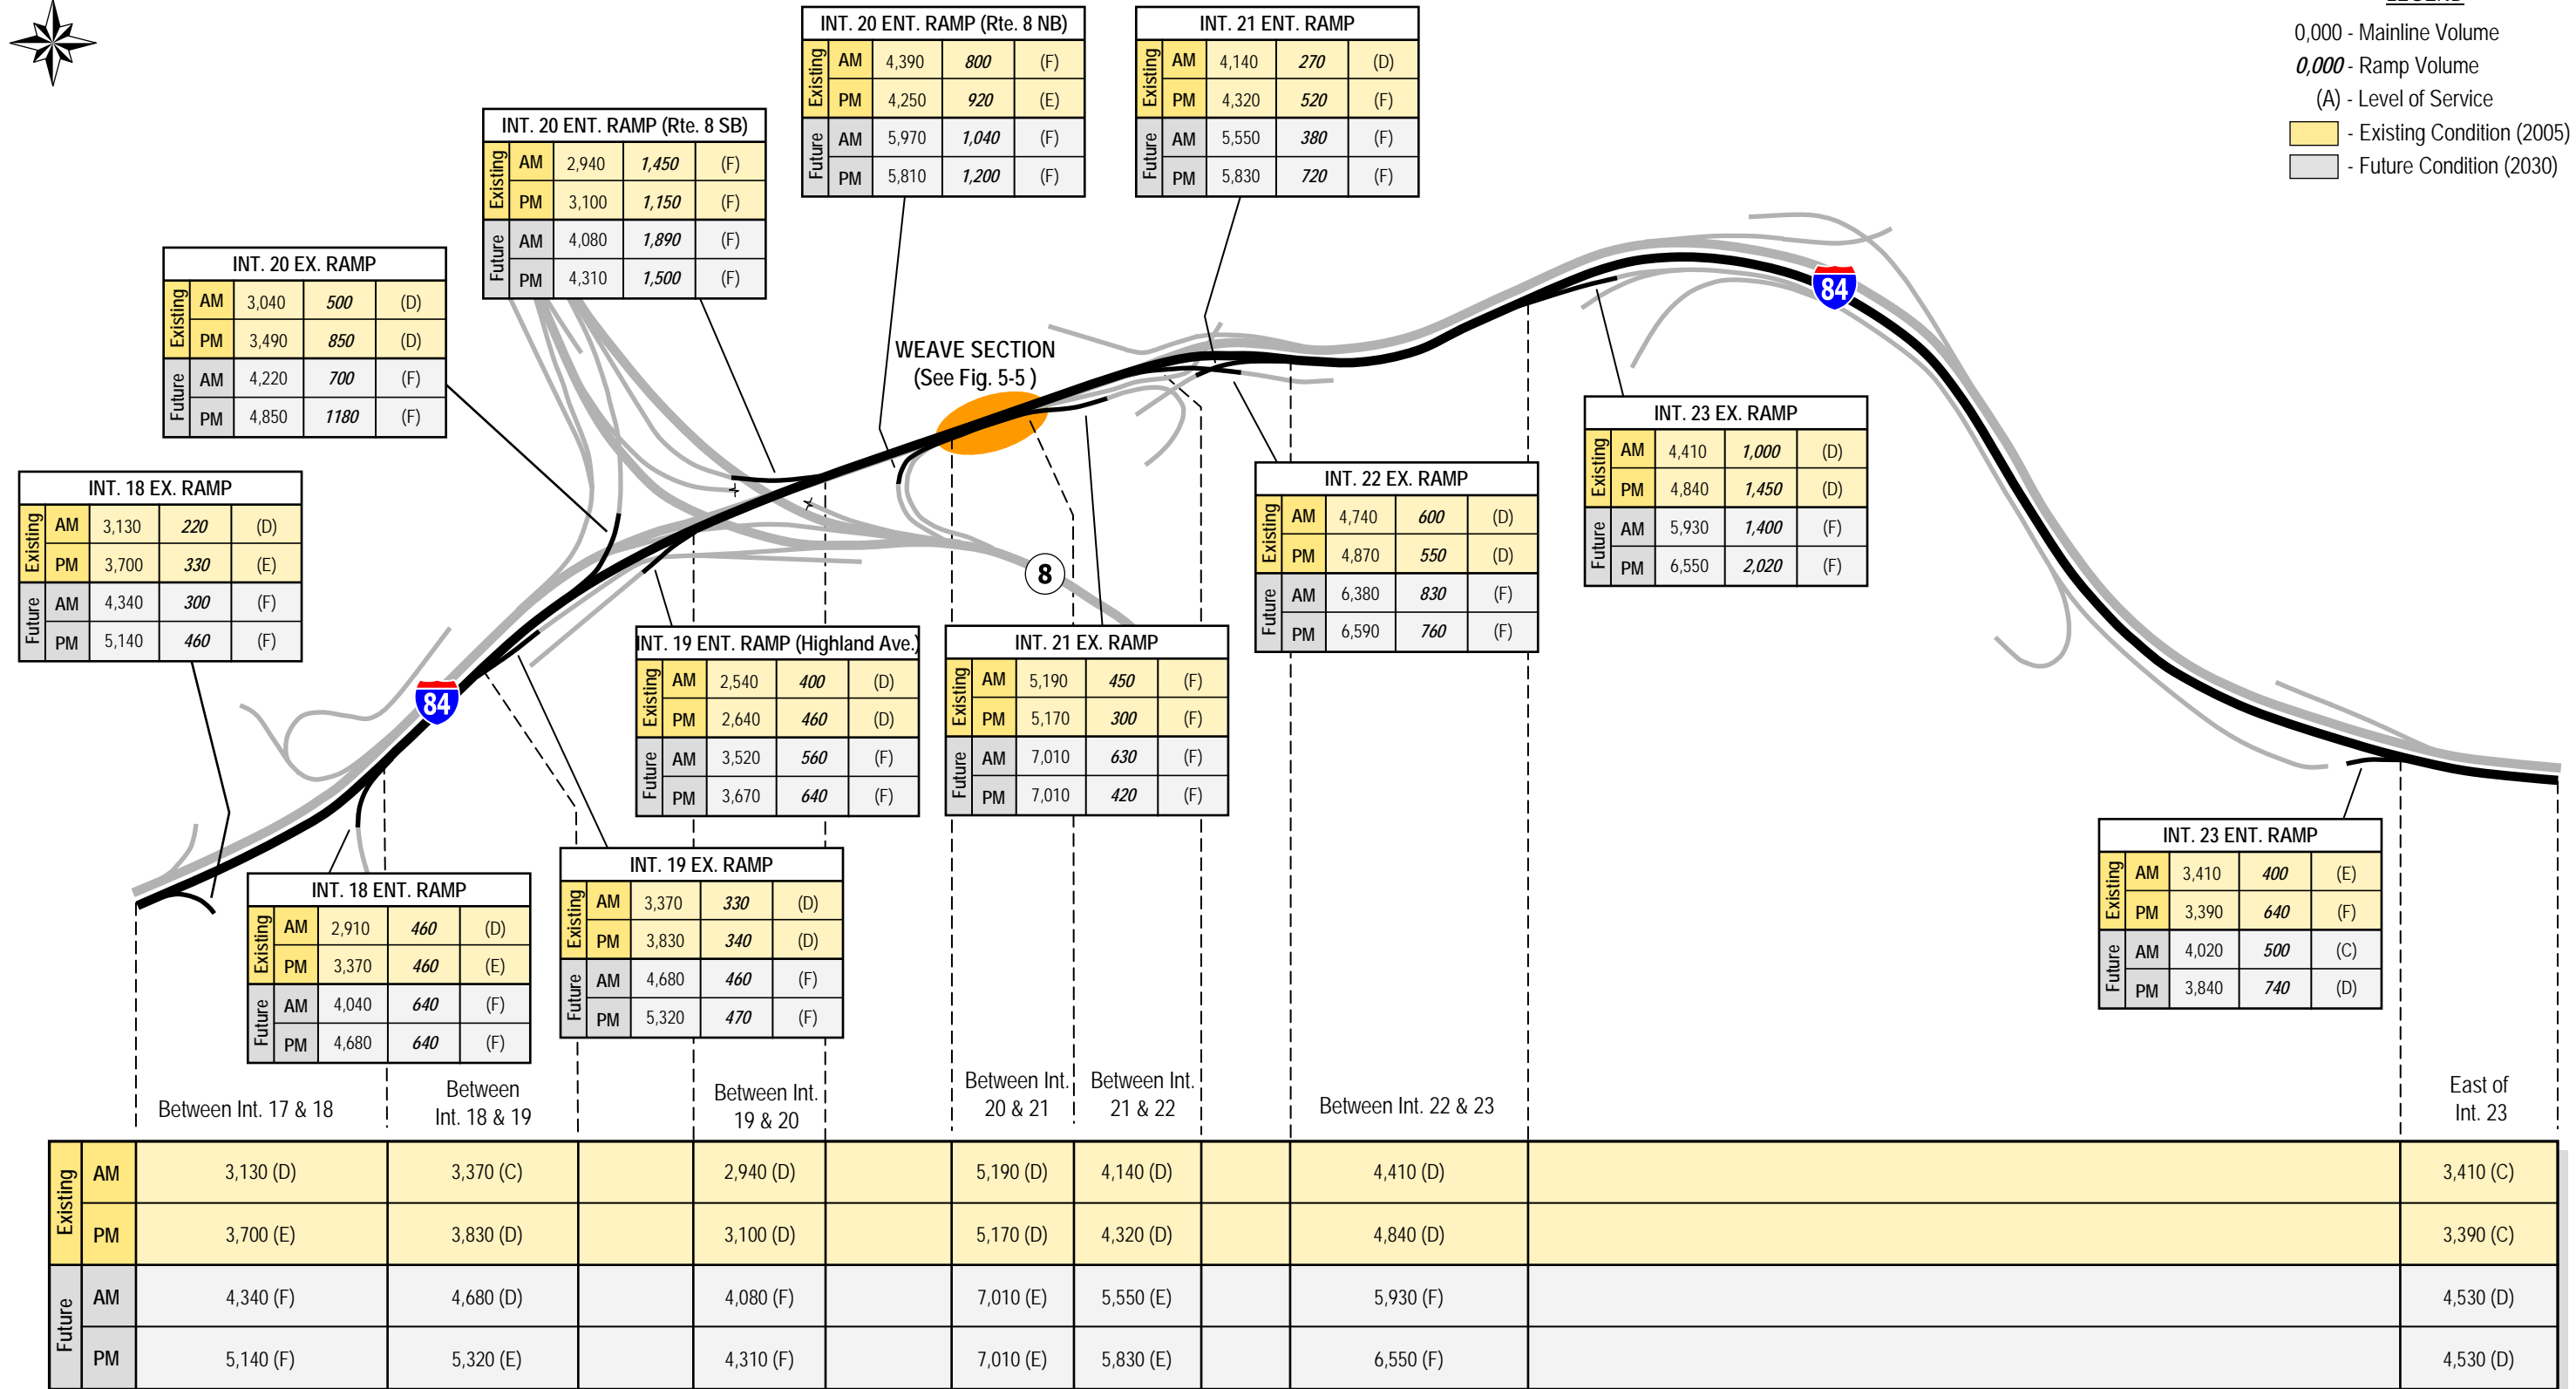 LEGEND
0,000 - Mainline Volume
0,000 - Ramp Volume
(A) - Level of Service
- Existing Condition (2005)
- Future Condition (2030)
INT. 20 ENT. RAMP (Rte. 8 NB)
Existing AM 4,390 800 (F)
PM 4,250 920 (E)
Future AM 5,970 1,040 (F)
PM 5,810 1,200 (F)
INT. 21 ENT. RAMP
Existing AM 4,140 270 (D)
PM 4,320 520 (F)
Future AM 5,550 380 (F)
PM 5,830 720 (F)
INT. 20 ENT. RAMP (Rte. 8 SB)
Existing AM 2,940 1,450 (F)
PM 3,100 1,150 (F)
Future AM 4,080 1,890 (F)
PM 4,310 1,500 (F)
INT. 20 EX. RAMP
Existing AM 3,040 500 (D)
PM 3,490 850 (D)
Future AM 4,220 700 (F)
PM 4,850 1180 (F)
WEAVE SECTION
(See Fig. 5-5 )
84
INT. 23 EX. RAMP
Existing AM 4,410 1,000 (D)
PM 4,840 1,450 (D)
Future AM 5,930 1,400 (F)
PM 6,550 2,020 (F)
INT. 18 EX. RAMP
Existing AM 3,130 220 (D)
PM 3,700 330 (E)
Future AM 4,340 300 (F)
PM 5,140 460 (F)
INT. 22 EX. RAMP
Existing AM 4,740 600 (D)
PM 4,870 550 (D)
Future AM 6,380 830 (F)
PM 6,590 760 (F)
8
84
INT. 19 ENT. RAMP (Highland Ave.)
Existing AM 2,540 400 (D)
PM 2,640 460 (D)
Future AM 3,520 560 (F)
PM 3,670 640 (F)
INT. 21 EX. RAMP
Existing AM 5,190 450 (F)
PM 5,170 300 (F)
Future AM 7,010 630 (F)
PM 7,010 420 (F)
INT. 23 ENT. RAMP
Existing AM 3,410 400 (E)
PM 3,390 640 (F)
Future AM 4,020 500 (C)
PM 3,840 740 (D)
INT. 19 EX. RAMP
Existing AM 3,370 330 (D)
PM 3,830 340 (D)
Future AM 4,680 460 (F)
PM 5,320 470 (F)
INT. 18 ENT. RAMP
Existing AM 2,910 460 (D)
PM 3,370 460 (E)
Future AM 4,040 640 (F)
PM 4,680 640 (F)
Between Int. 17 & 18
Between
Int. 18 & 19
Between Int.
19 & 20
Between Int.
20 & 21
Between Int.
21 & 22
Between Int. 22 & 23
East of
Int. 23
Existing AM 3,130 (D) 3,370 (C) 2,940 (D) 5,190 (D) 4,140 (D) 4,410 (D) 3,410 (C)
PM 3,700 (E) 3,830 (D) 3,100 (D) 5,170 (D) 4,320 (D) 4,840 (D) 3,390 (C)
Future AM 4,340 (F) 4,680 (D) 4,080 (F) 7,010 (E) 5,550 (E) 5,930 (F) 4,530 (D)
PM 5,140 (F) 5,320 (E) 4,310 (F) 7,010 (E) 5,830 (E) 6,550 (F) 4,530 (D)